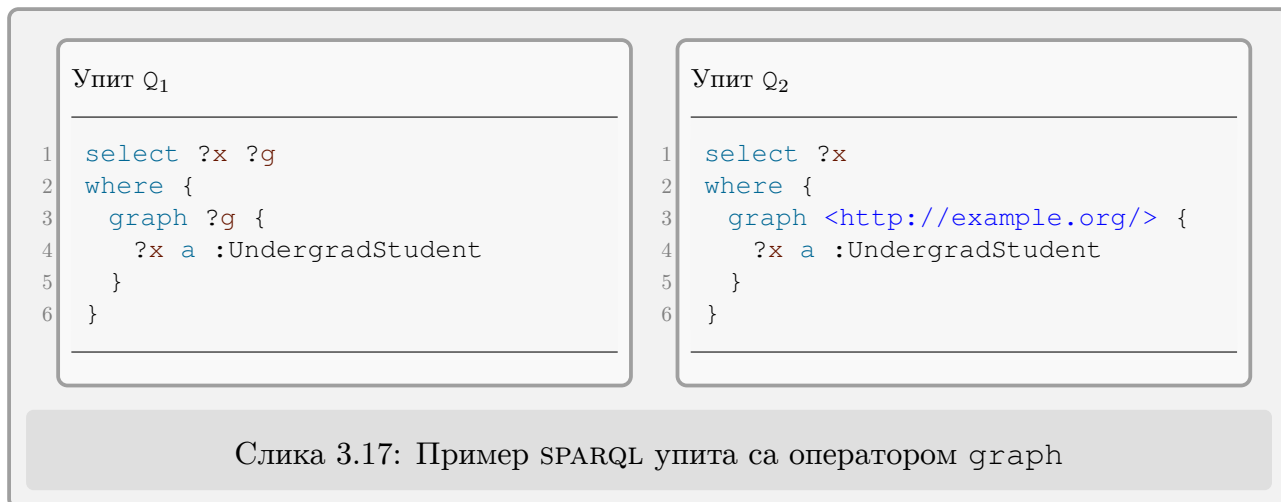 Упит Q₁
1 select ?x ?g
2 where {
3   graph ?g {
4     ?x a :UndergradStudent
5   }
6 }
Упит Q₂
1 select ?x
2 where {
3   graph <http://example.org/> {
4     ?x a :UndergradStudent
5   }
6 }
Слика 3.17: Пример SPARQL упита са оператором graph